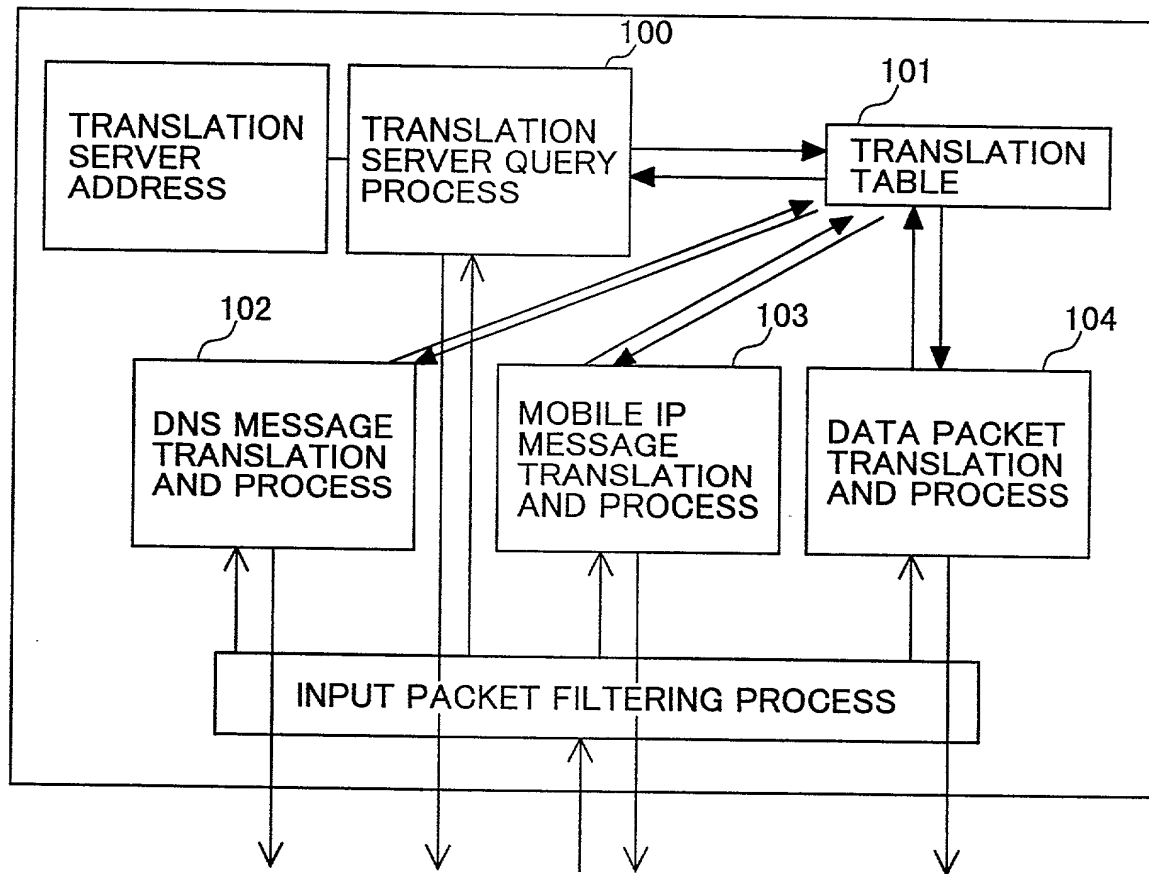 100
101
TRANSLATION
SERVER
ADDRESS
TRANSLATION
SERVER QUERY
PROCESS
TRANSLATION
TABLE
102
103
104
DNS MESSAGE
TRANSLATION
AND PROCESS
MOBILE IP
MESSAGE
TRANSLATION
AND PROCESS
DATA PACKET
TRANSLATION
AND PROCESS
INPUT PACKET FILTERING PROCESS